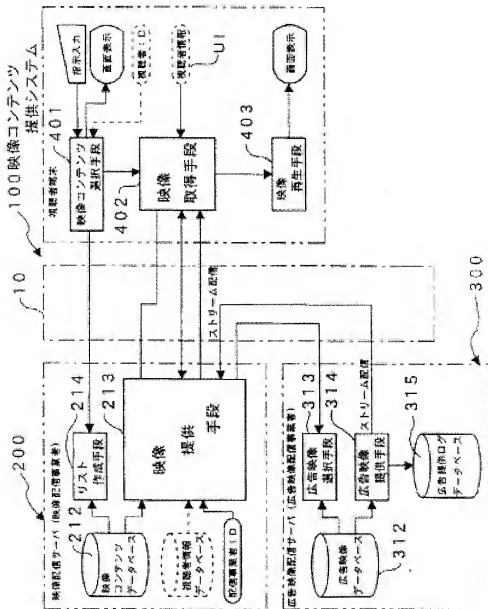 100映像コンテンツ
提供システム
視聴者端末
401
映像コンテンツ
選択手段
指示入力
画面表示
視聴者ID
402
映像
取得手段
視聴者情報
UI
403
映像
再生手段
画面表示
10
ストリーム配信
200
映像配信サーバ(映像配信事業者)
212
映像
コンテンツ
データベース
214
リスト
作成手段
213
映像
提供
手段
視聴者情報
データベース
配信事業者ID
300
広告映像配信サーバ(広告映像配信事業者)
312
広告映像
データベース
313
広告映像
選択手段
314
広告映像
提供手段
ストリーム配信
315
広告提供ログ
データベース